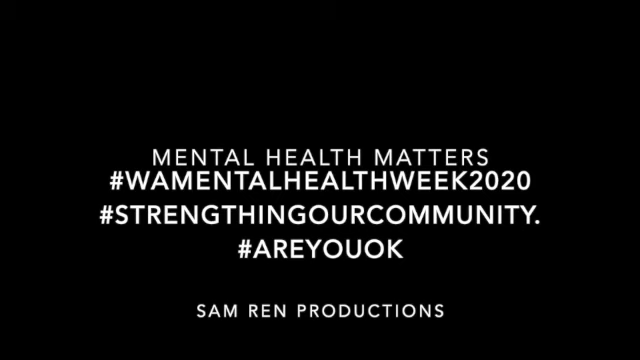 MENTAL HEALTH MATTERS
#WAMENTALHEALTHWEEK2020
#STRENGTHINGOURCOMMUNITY.
#AREYOUOK
SAM REN PRODUCTIONS